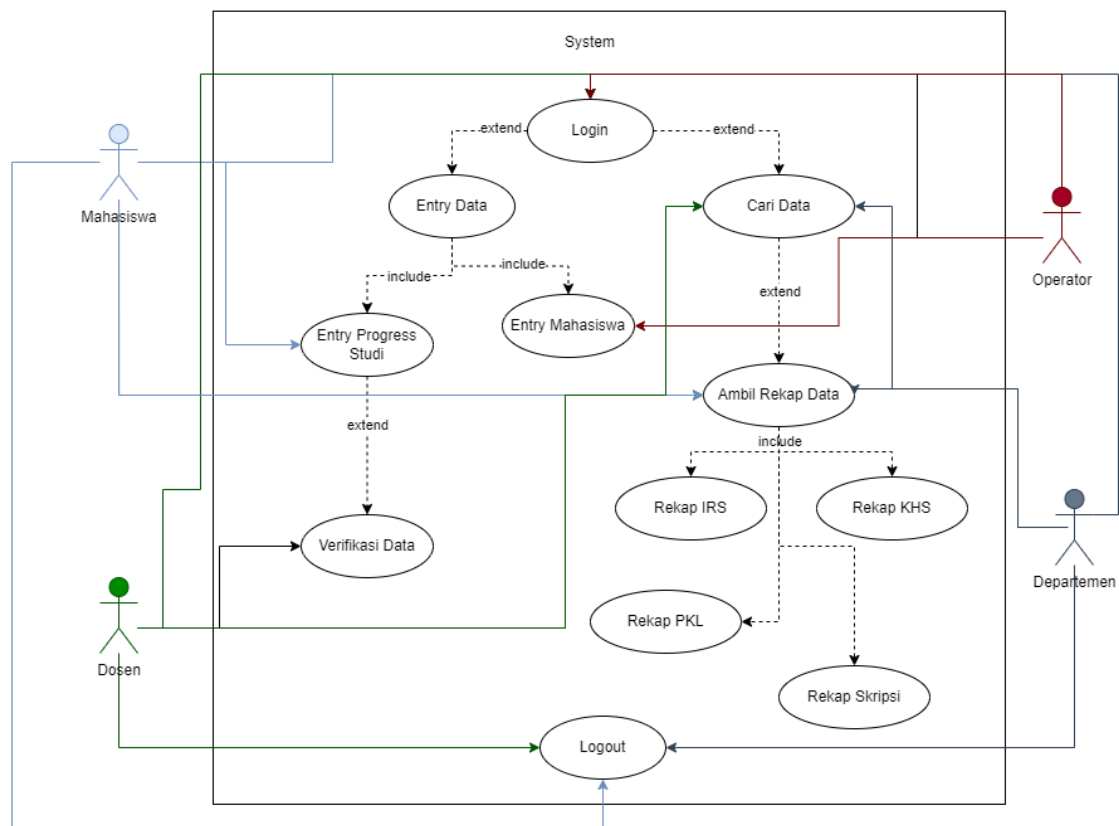 System
Login
extend
extend
Mahasiswa
Entry Data
Cari Data
include
include
Operator
extend
Entry Mahasiswa
Entry Progress
Studi
Ambil Rekap Data
extend
include
Rekap IRS
Rekap KHS
Verifikasi Data
Departemen
Rekap PKL
Dosen
Rekap Skripsi
Logout